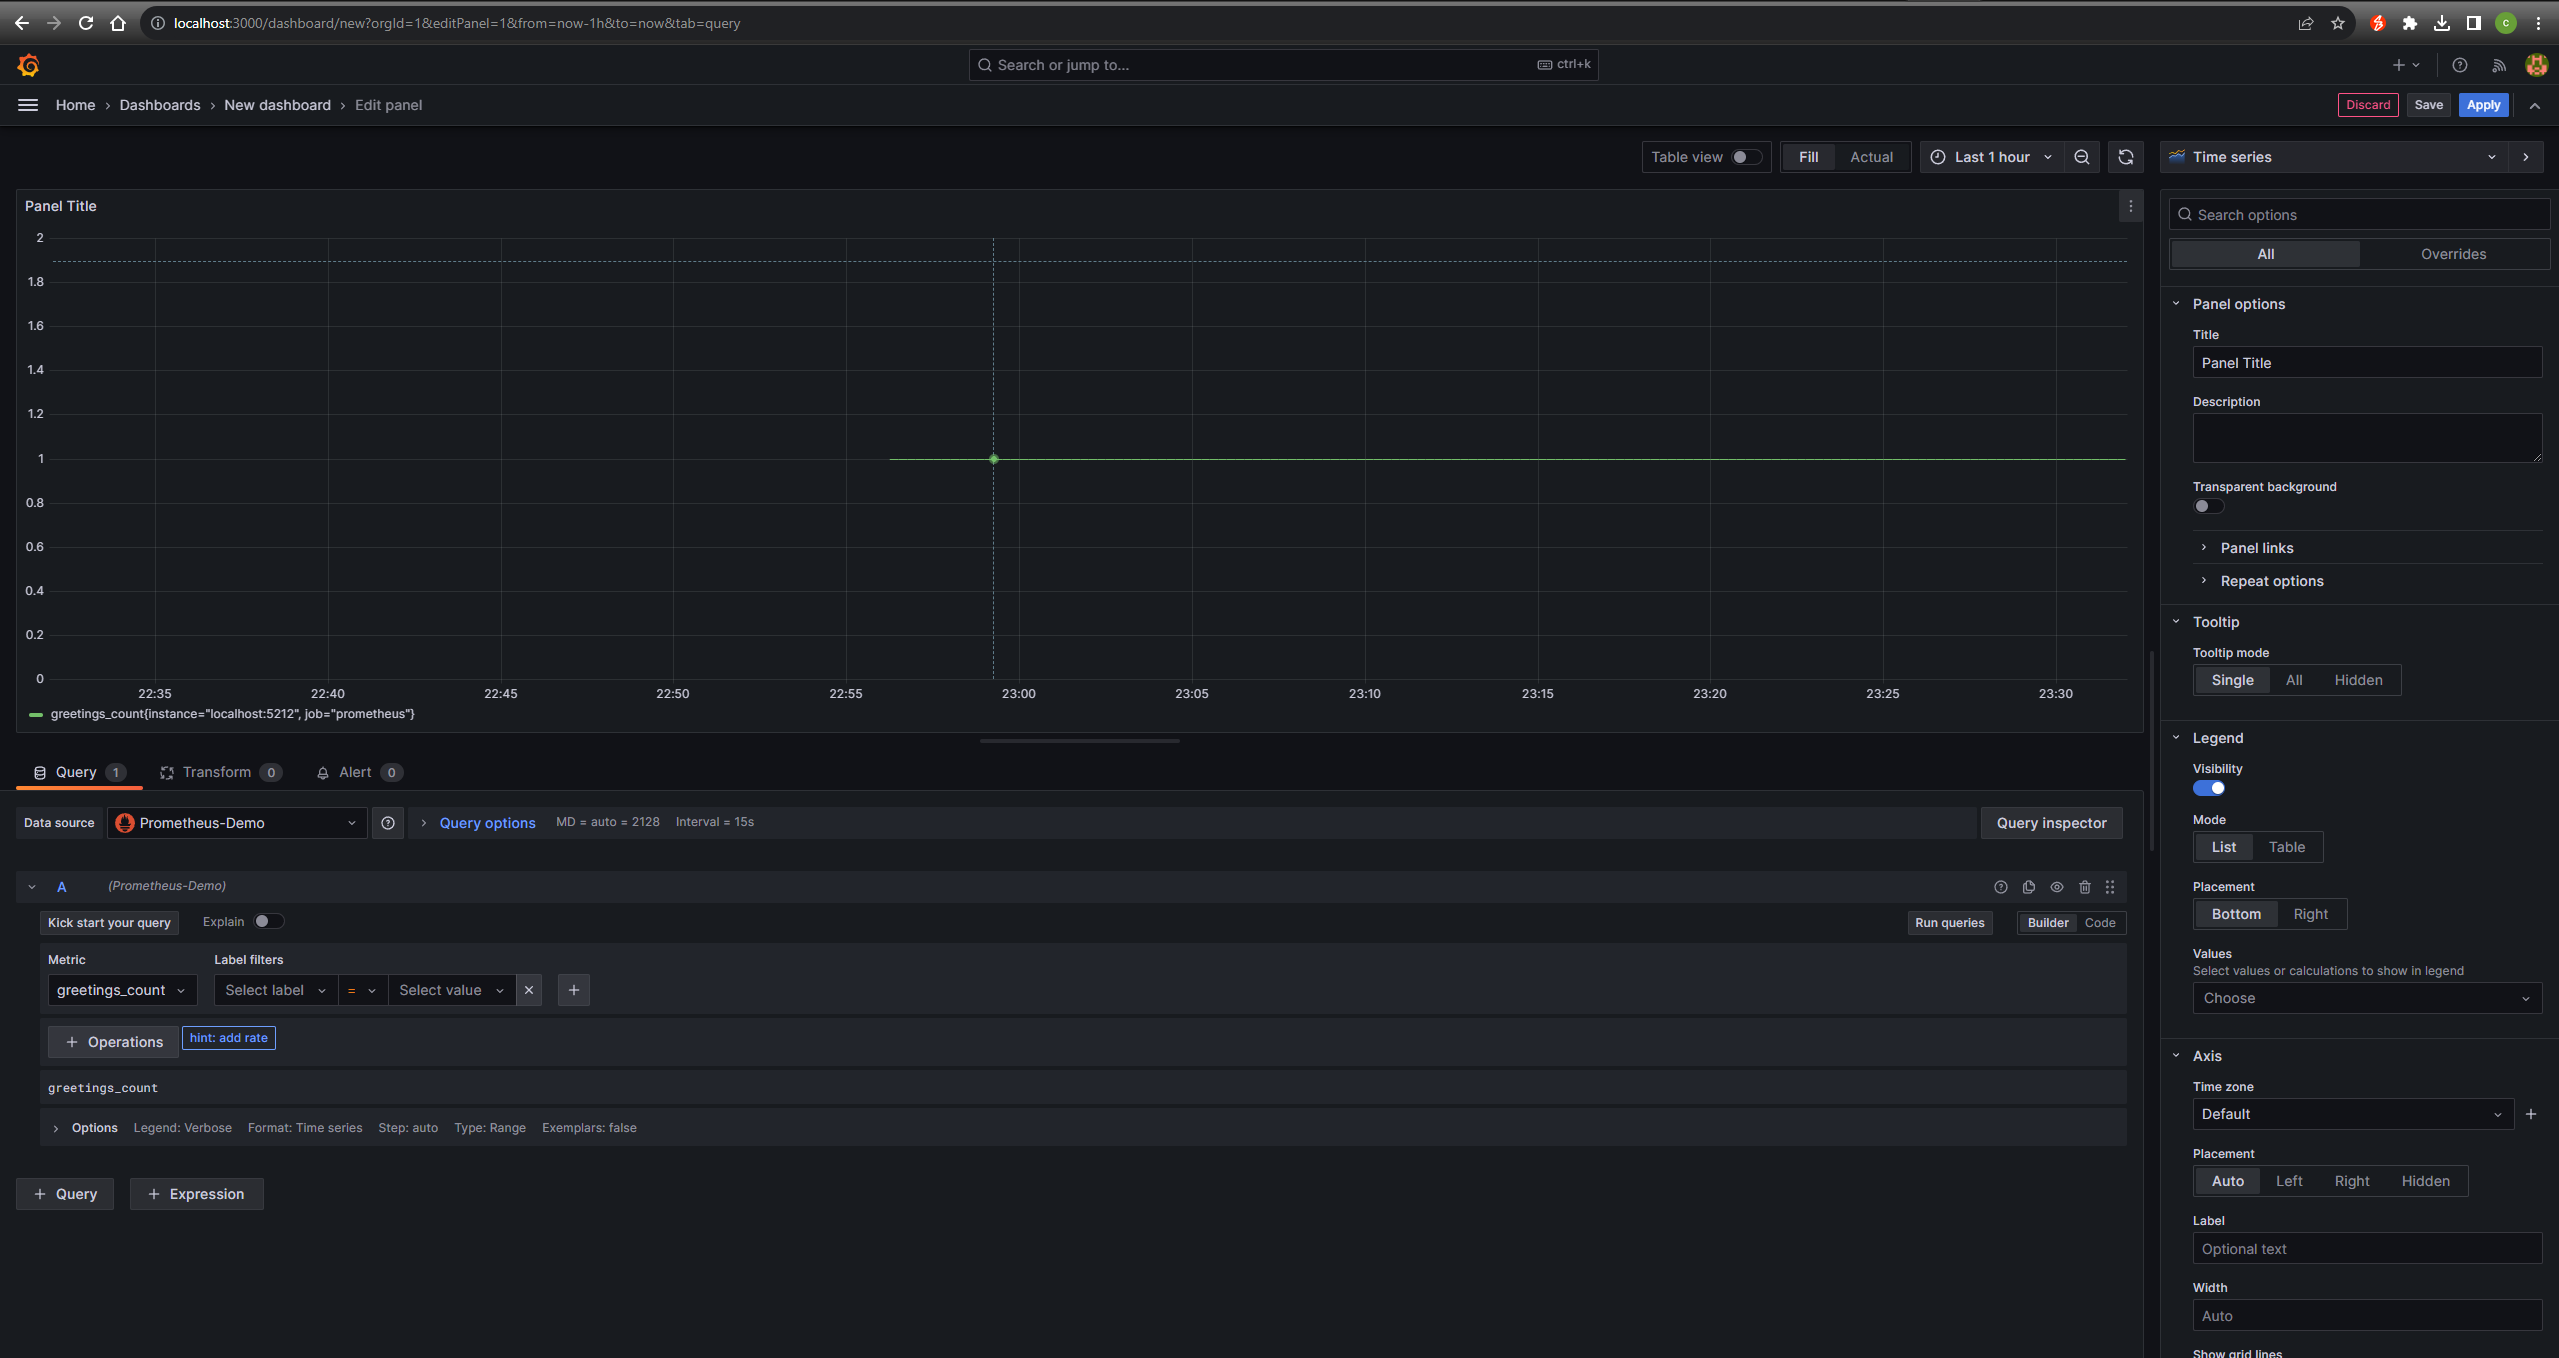 localhost:3000/dashboard/new?orgId=1&editPanel=1&from=now-1h&to=now&tab=query
C
Search or jump to...
ctrl+k
Home › Dashboards › New dashboard › Edit panel
Discard Save Apply
Table view Fill Actual Last 1 hour
Time series
Panel Title
2
1.8
1.6
1.4
1.2
1
0.8
0.6
0.4
0.2
0
22:35 22:40 22:45 22:50 22:55 23:00 23:05 23:10 23:15 23:20 23:25 23:30
greetings_count{instance="localhost:5212", job="prometheus"}
Query 1 Transform 0 Alert 0
Data source Prometheus-Demo Query options MD = auto = 2128 Interval = 15s Query inspector
A (Prometheus-Demo)
Kick start your query Explain Run queries Builder Code
Metric Label filters
greetings_count Select label = Select value
+ Operations hint: add rate
greetings_count
Options Legend: Verbose Format: Time series Step: auto Type: Range Exemplars: false
+ Query + Expression
Search options
All Overrides
Panel options
Title
Panel Title
Description
Transparent background
Panel links
Repeat options
Tooltip
Tooltip mode
Single All Hidden
Legend
Visibility
Mode
List Table
Placement
Bottom Right
Values
Select values or calculations to show in legend
Choose
Axis
Time zone
Default
Placement
Auto Left Right Hidden
Label
Optional text
Width
Auto
Show grid lines